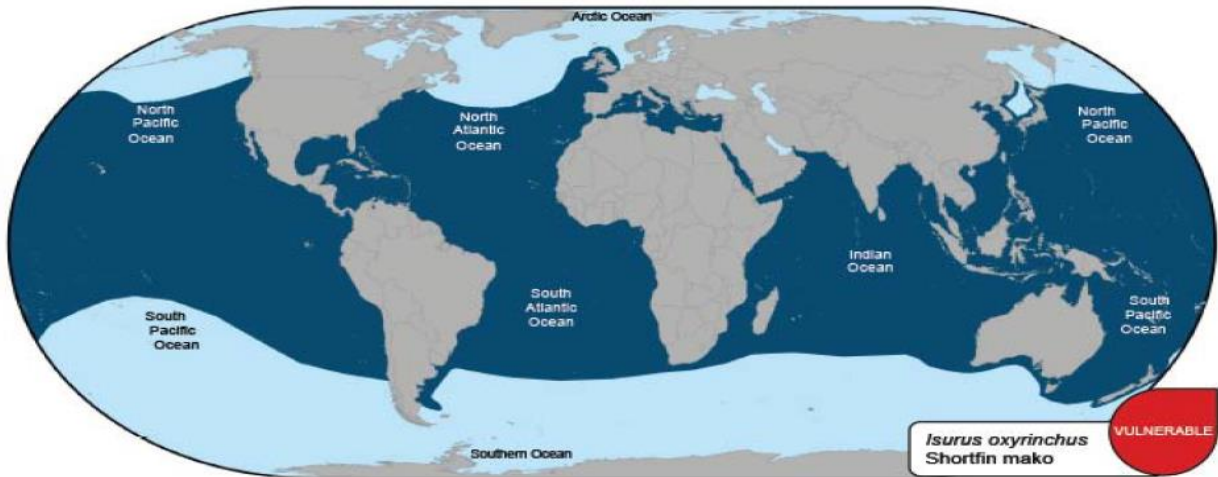 Arctic Ocean
North
Pacific
Ocean
North
Atlantic
Ocean
North
Pacific
Ocean
Indian
Ocean
South
Atlantic
Ocean
South
Pacific
Ocean
South
Pacific
Ocean
Southern Ocean
Isurus oxyrinchus
Shortfin mako
VULNERABLE